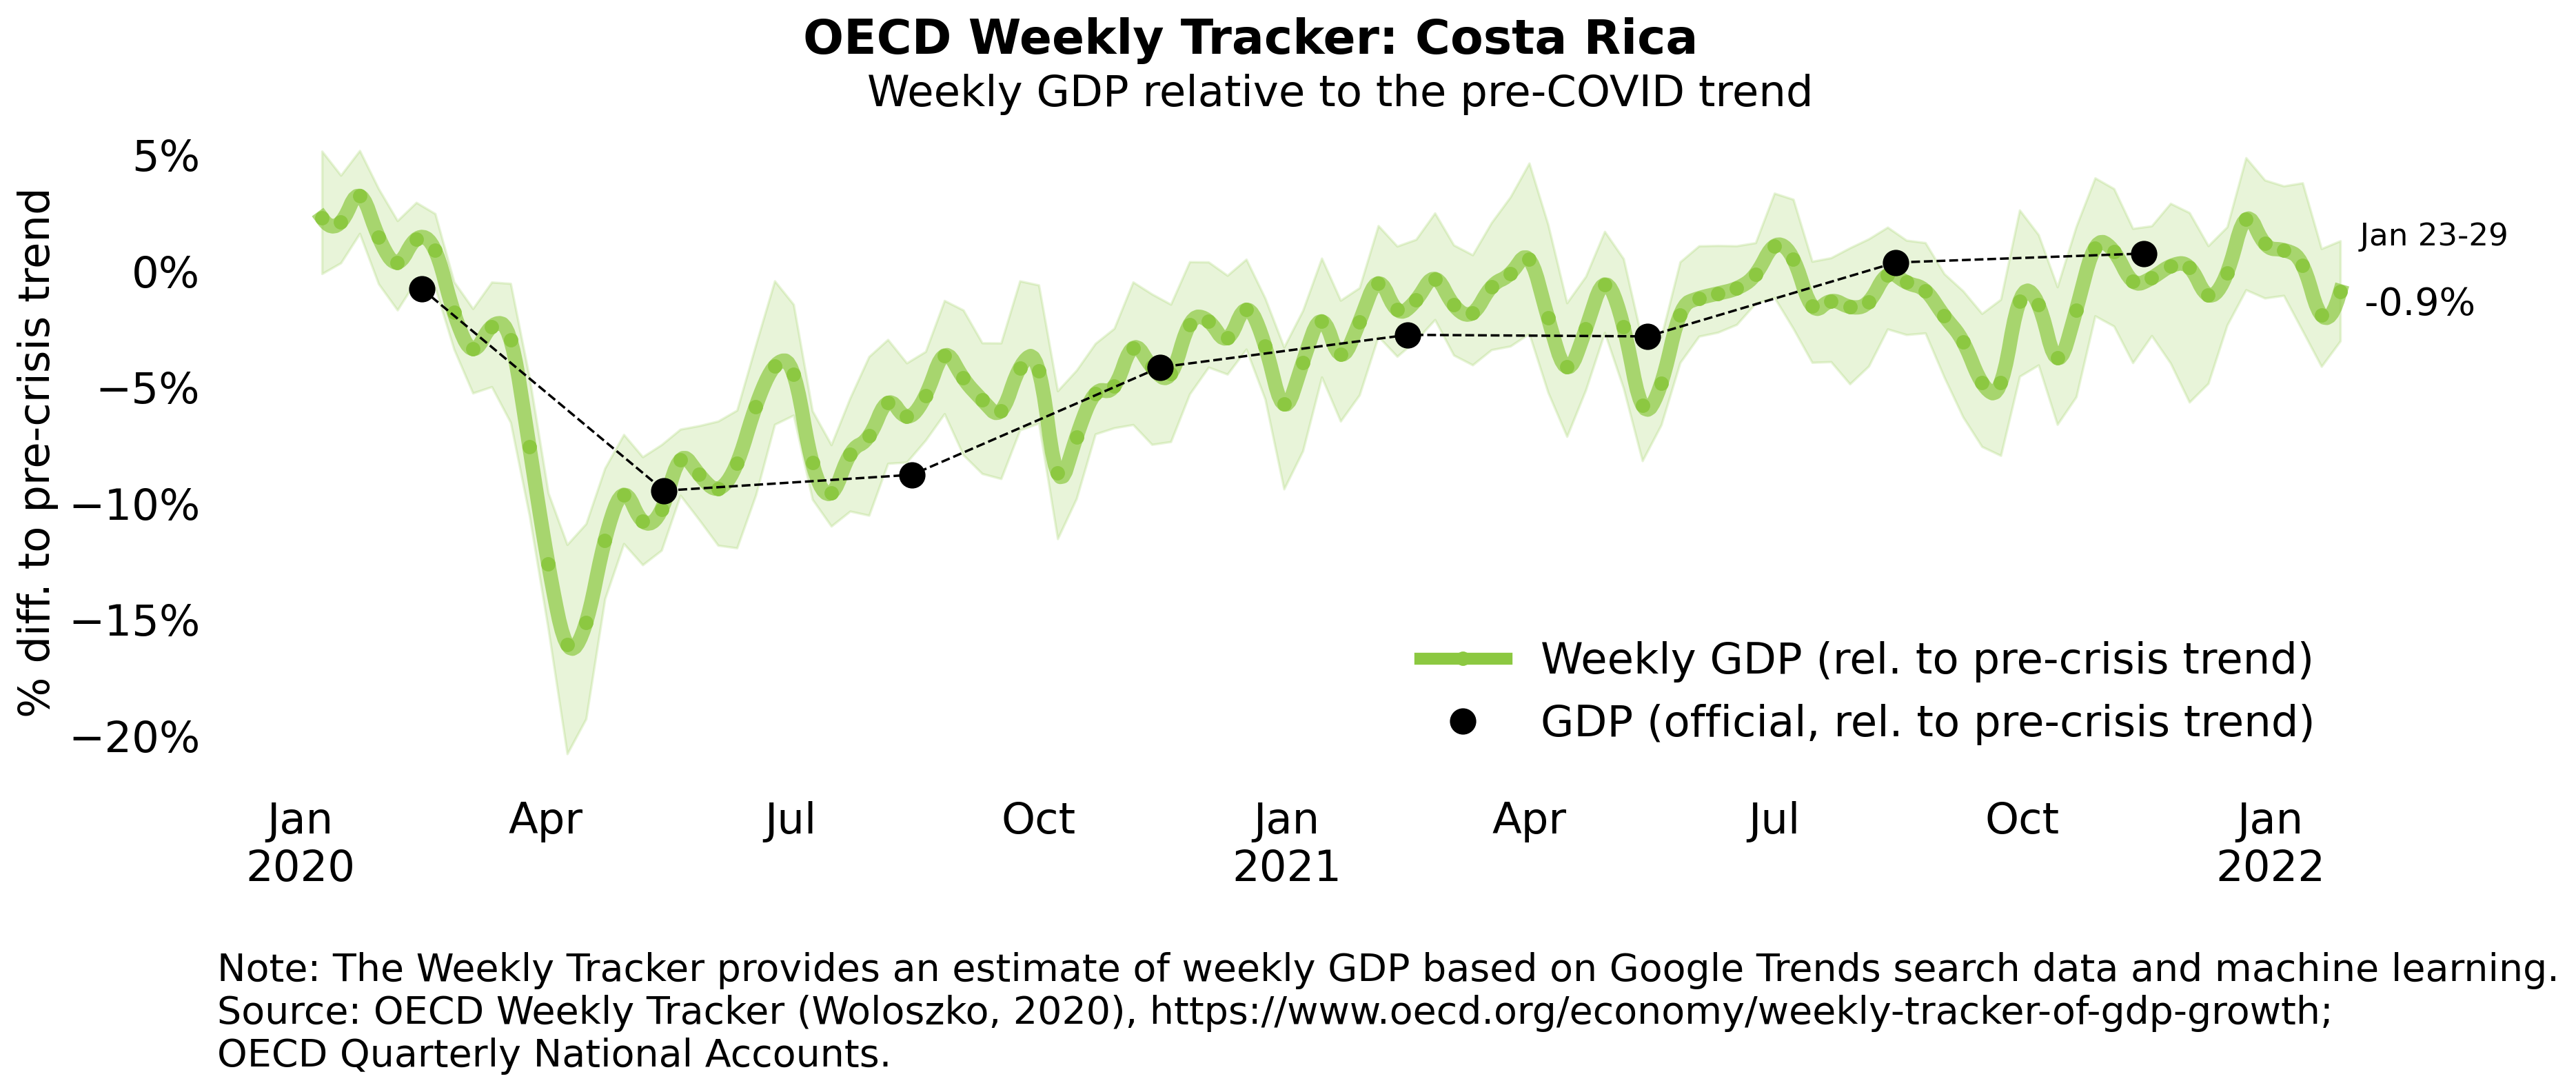 OECD Weekly Tracker: Costa Rica
Weekly GDP relative to the pre-COVID trend
% diff. to pre-crisis trend
5%
0%
−5%
−10%
−15%
−20%
Jan 23-29
-0.9%
Weekly GDP (rel. to pre-crisis trend)
GDP (official, rel. to pre-crisis trend)
Jan Apr Jul Oct Jan Apr Jul Oct Jan
2020 2021 2022
Note: The Weekly Tracker provides an estimate of weekly GDP based on Google Trends search data and machine learning.
Source: OECD Weekly Tracker (Woloszko, 2020), https://www.oecd.org/economy/weekly-tracker-of-gdp-growth;
OECD Quarterly National Accounts.